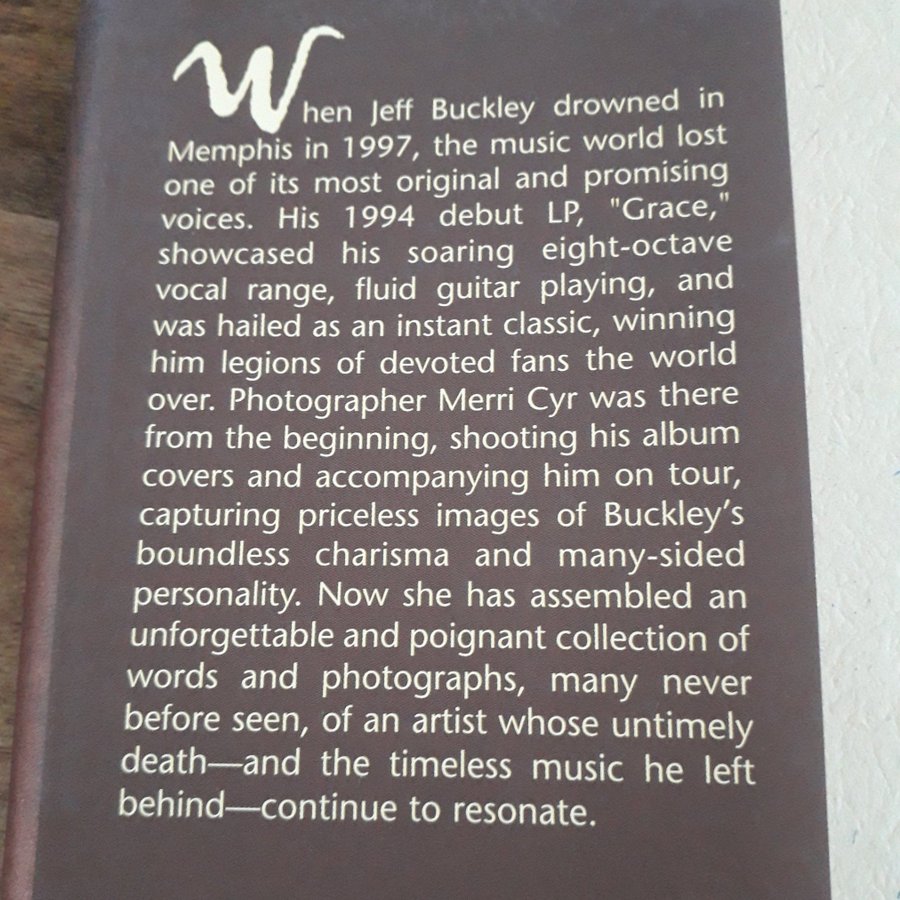 When Jeff Buckley drowned in
Memphis in 1997, the music world lost
one of its most original and promising
voices. His 1994 debut LP, "Grace,"
showcased his soaring eight-octave
vocal range, fluid guitar playing, and
was hailed as an instant classic, winning
him legions of devoted fans the world
over. Photographer Merri Cyr was there
from the beginning, shooting his album
covers and accompanying him on tour,
capturing priceless images of Buckley’s
boundless charisma and many-sided
personality. Now she has assembled an
unforgettable and poignant collection of
words and photographs, many never
before seen, of an artist whose untimely
death—and the timeless music he left
behind—continue to resonate.